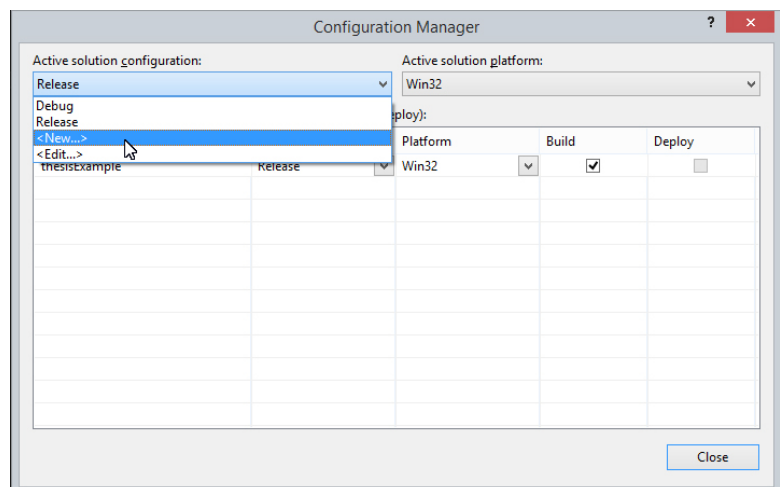 Configuration Manager
?
Active solution configuration: Active solution platform:
Release Win32
Debug
Release
<New...>
<Edit...>
ploy):
Platform Build Deploy
thesisExample Release Win32
Close